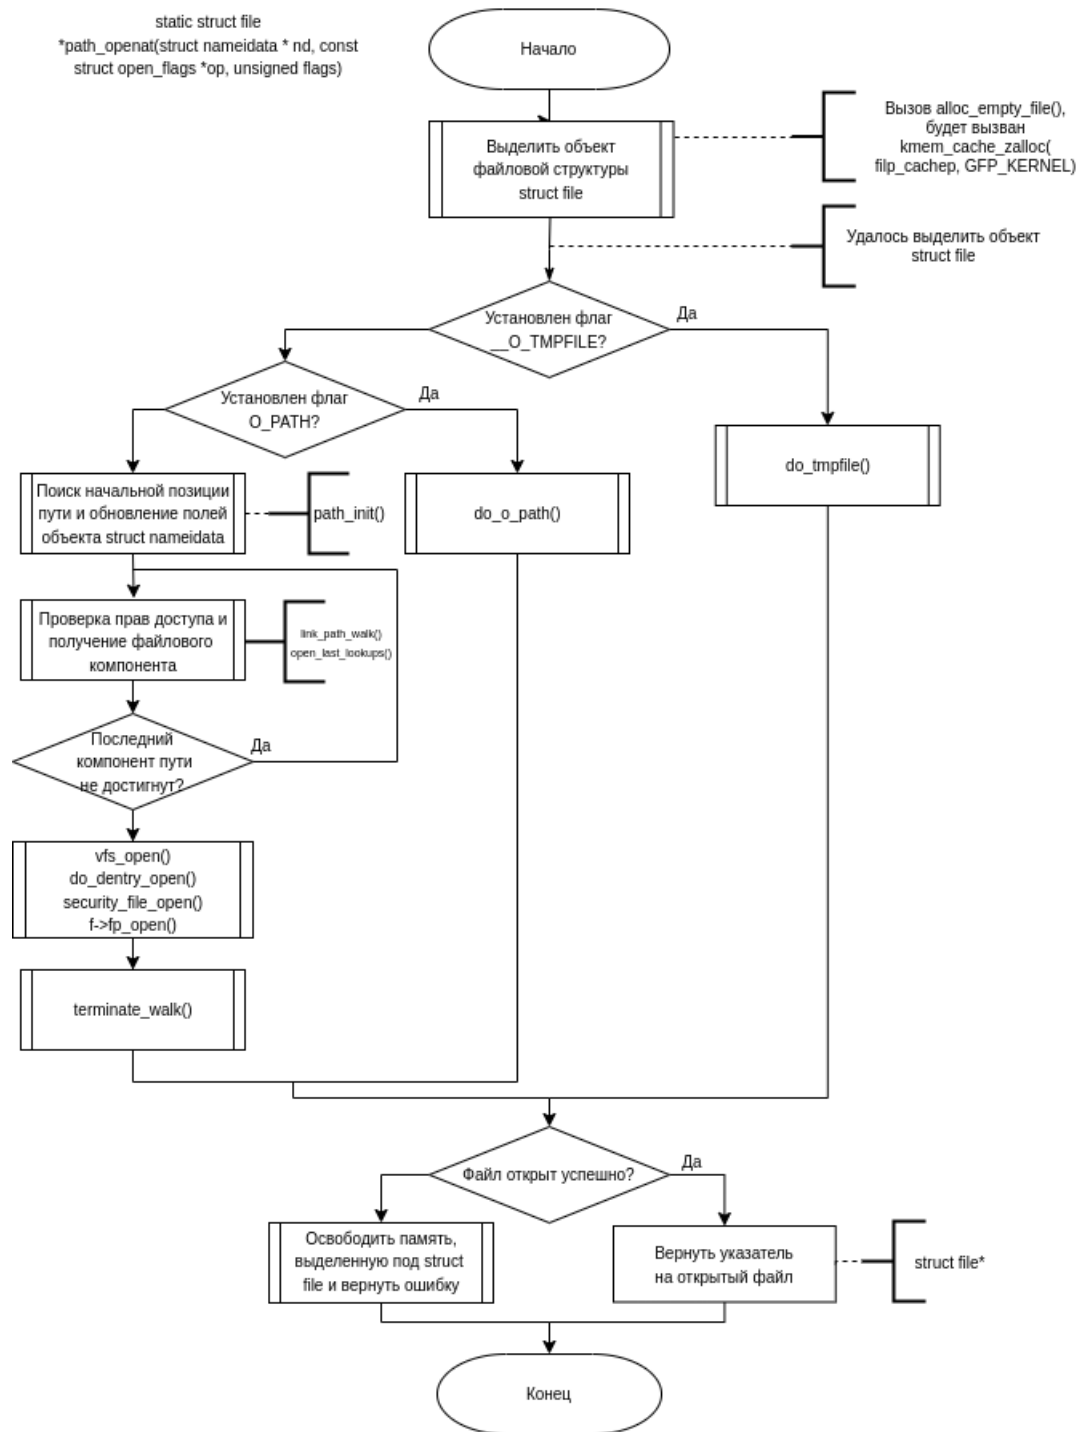 static struct file
*path_openat(struct nameidata * nd, const
struct open_flags *op, unsigned flags)
Начало
Выделить объект
файловой структуры
struct file
Вызов alloc_empty_file(),
будет вызван
kmem_cache_zalloc(
filp_cachep, GFP_KERNEL)
Удалось выделить объект
struct file
Установлен флаг
__O_TMPFILE?
Да
Установлен флаг
O_PATH?
Да
do_tmpfile()
Поиск начальной позиции
пути и обновление полей
объекта struct nameidata
path_init()
do_o_path()
Проверка прав доступа и
получение файлового
компонента
link_path_walk()
open_last_lookups()
Последний
компонент пути
не достигнут?
Да
vfs_open()
do_dentry_open()
security_file_open()
f->fp_open()
terminate_walk()
Файл открыт успешно?
Да
Освободить память,
выделенную под struct
file и вернуть ошибку
Вернуть указатель
на открытый файл
struct file*
Конец